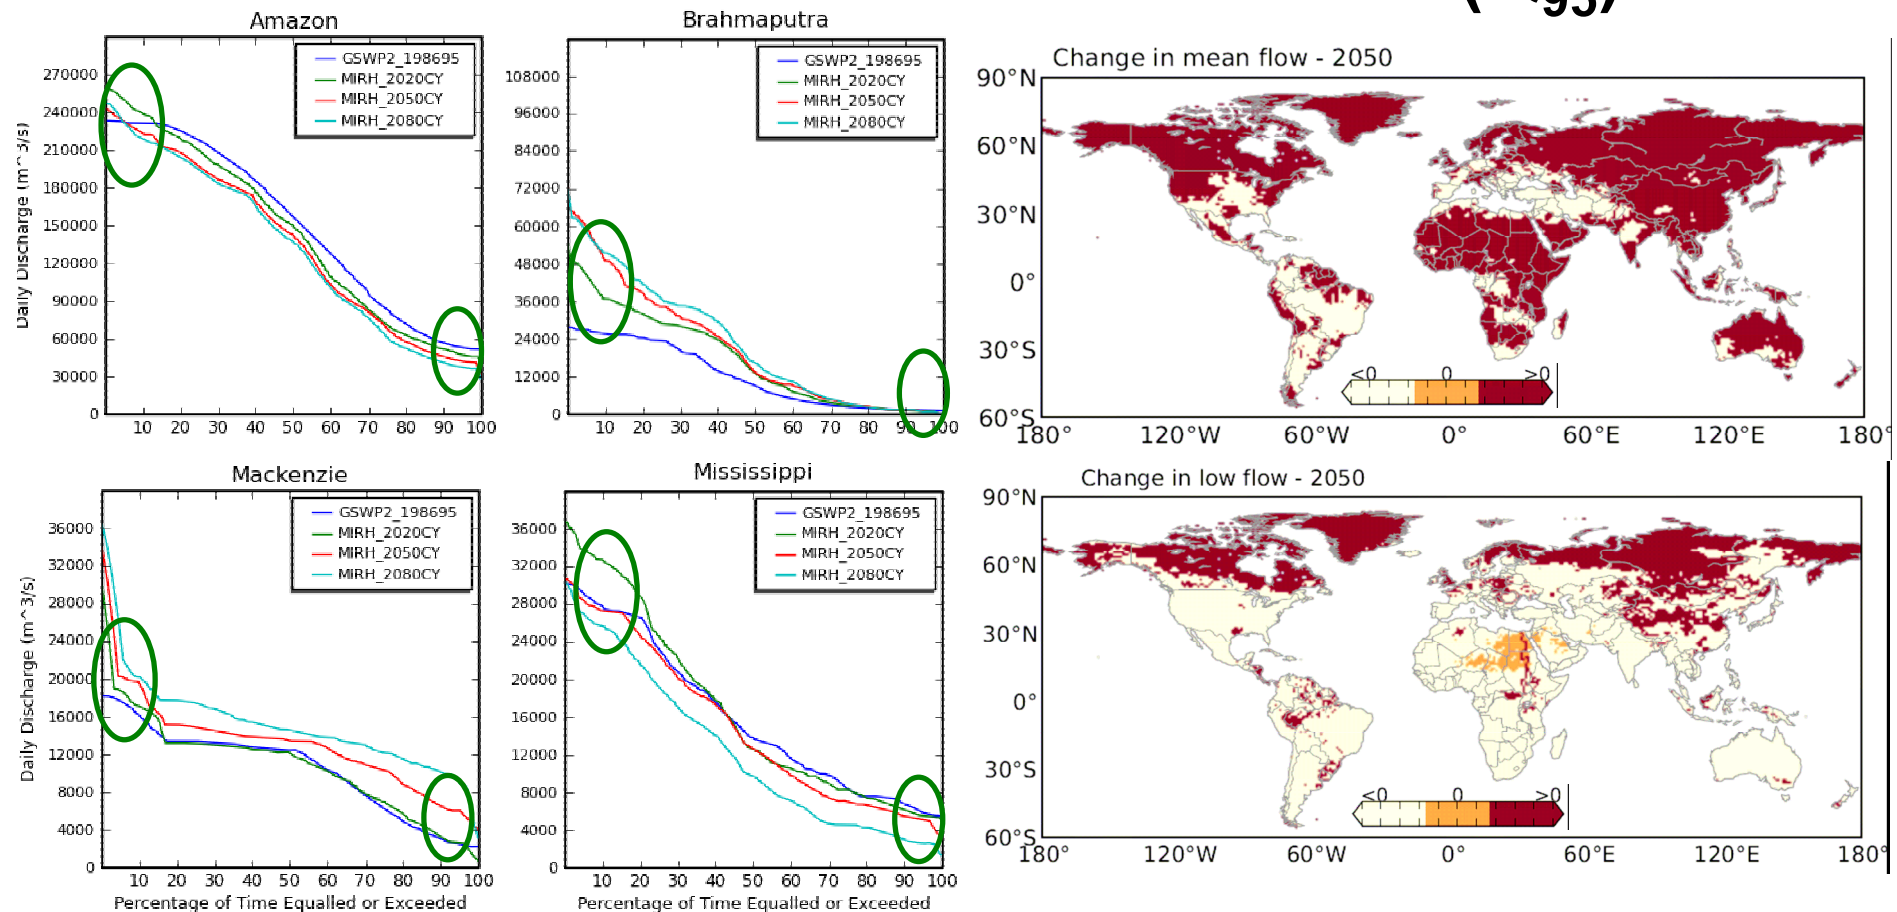 Amazon
GSWP2_198695
MIRH_2020CY
MIRH_2050CY
MIRH_2080CY
Daily Discharge (m^3/s)
270000
240000
210000
180000
150000
120000
90000
60000
30000
0
10 20 30 40 50 60 70 80 90 100
Brahmaputra
GSWP2_198695
MIRH_2020CY
MIRH_2050CY
MIRH_2080CY
108000
96000
84000
72000
60000
48000
36000
24000
12000
0
10 20 30 40 50 60 70 80 90 100
Change in mean flow - 2050
90°N
60°N
30°N
0°
30°S
60°S
<0 0 >0
180° 120°W 60°W 0° 60°E 120°E 180°
Mackenzie
GSWP2_198695
MIRH_2020CY
MIRH_2050CY
MIRH_2080CY
Daily Discharge (m^3/s)
36000
32000
28000
24000
20000
16000
12000
8000
4000
0
10 20 30 40 50 60 70 80 90 100
Percentage of Time Equalled or Exceeded
Mississippi
GSWP2_198695
MIRH_2020CY
MIRH_2050CY
MIRH_2080CY
36000
32000
28000
24000
20000
16000
12000
8000
4000
0
10 20 30 40 50 60 70 80 90 100
Percentage of Time Equalled or Exceeded
Change in low flow - 2050
90°N
60°N
30°N
0°
30°S
60°S
<0 0 >0
180° 120°W 60°W 0° 60°E 120°E 180°